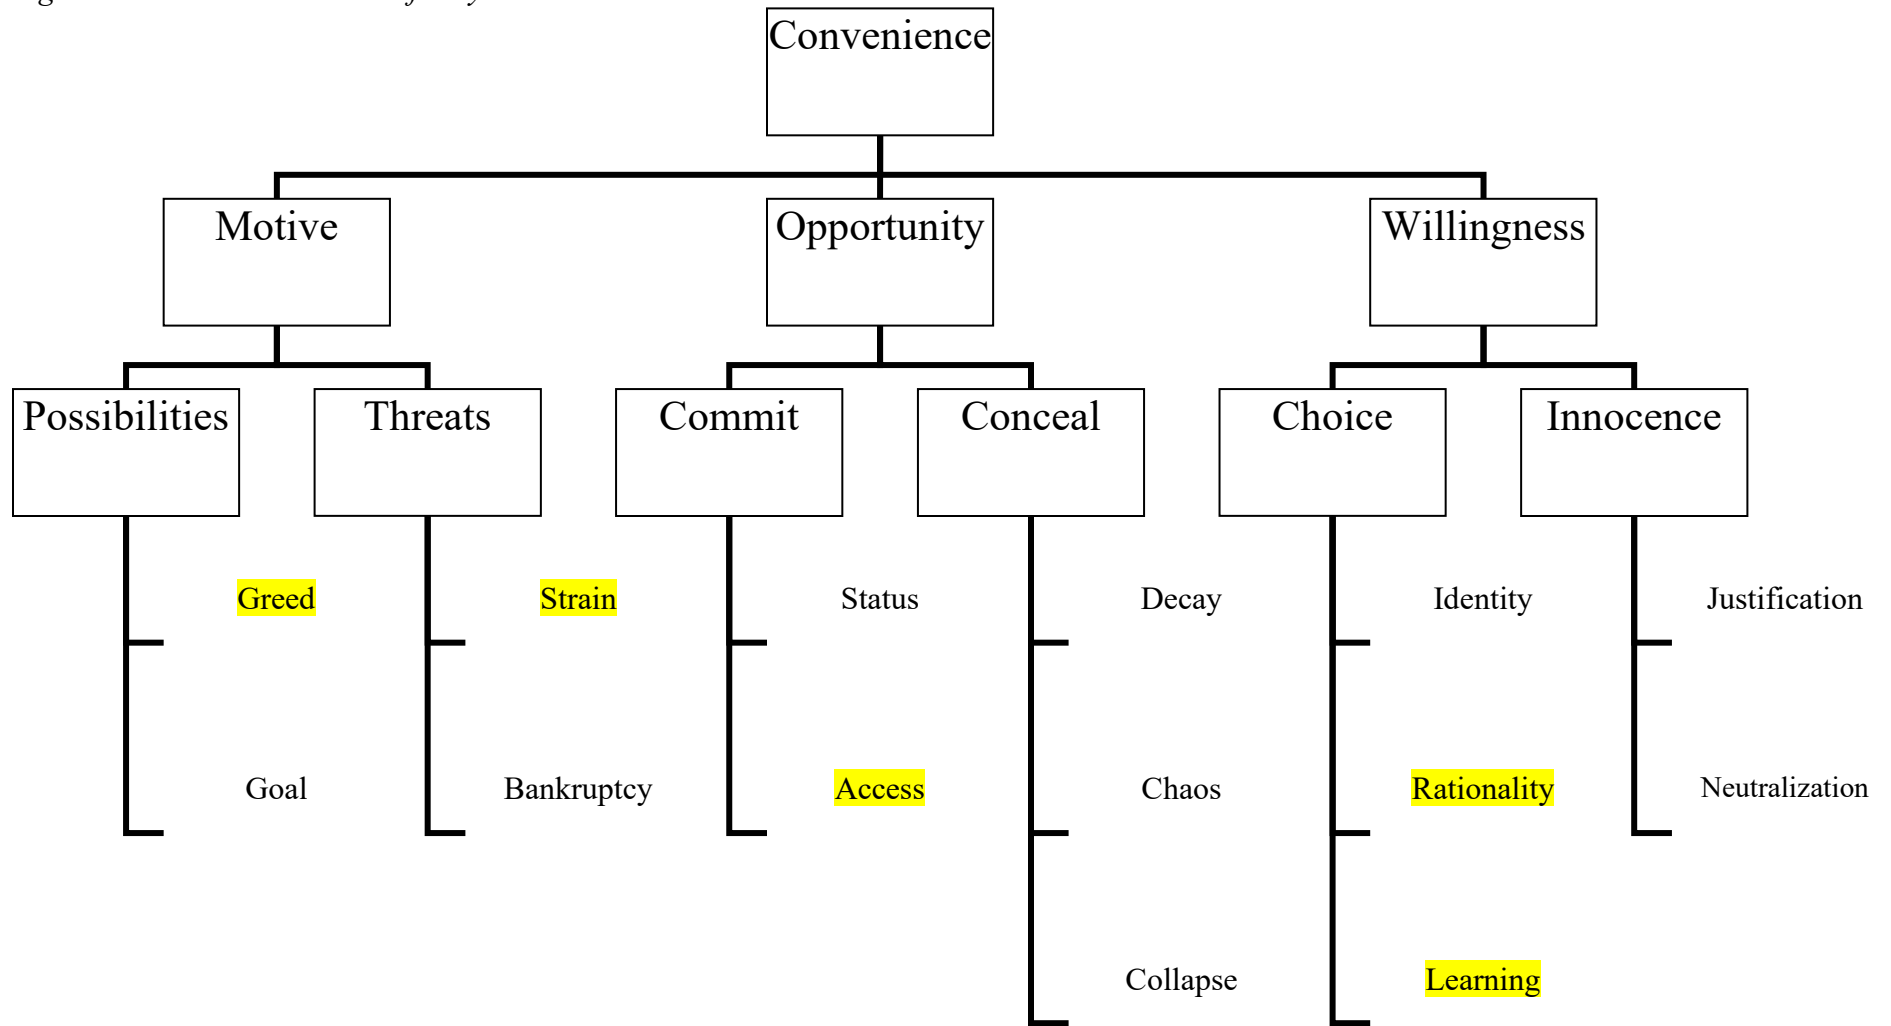 Convenience
Motive
Opportunity
Willingness
Possibilities
Threats
Commit
Conceal
Choice
Innocence
Greed
Strain
Status
Decay
Identity
Justification
Goal
Bankruptcy
Access
Chaos
Rationality
Neutralization
Collapse
Learning